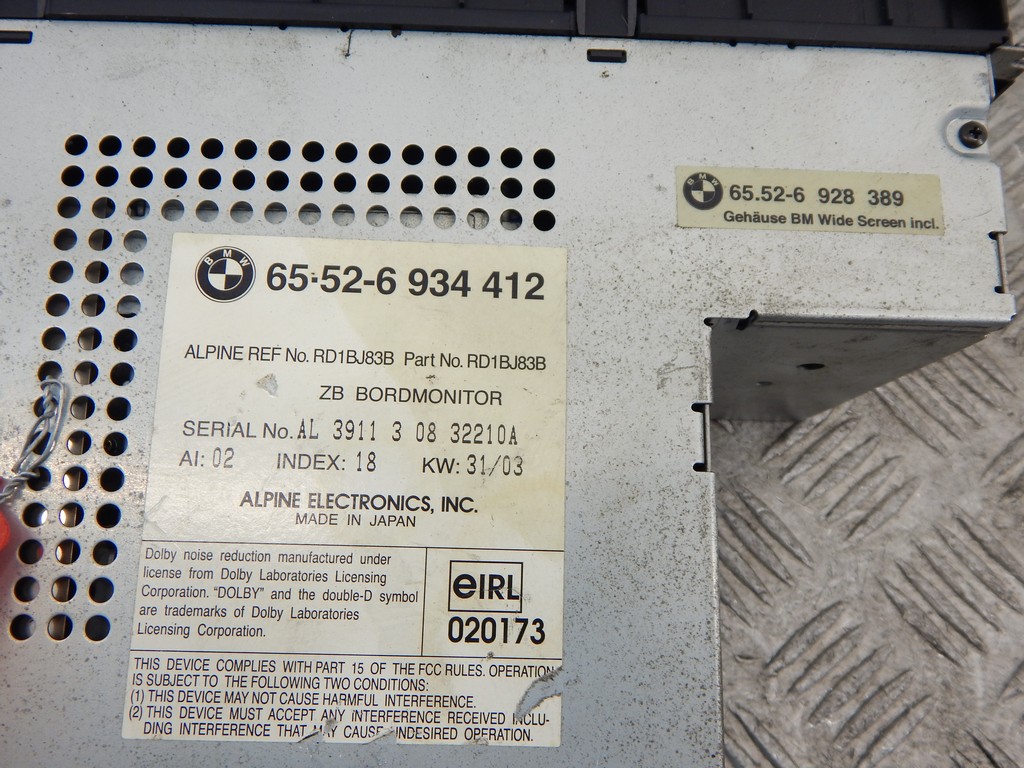 BMW 65.52-6 928 389
Gehäuse BM Wide Screen incl.
BMW 65·52-6 934 412
ALPINE REF No. RD1BJ83B Part No. RD1BJ83B
ZB BORDMONITOR
SERIAL No. AL 3911 3 08 32210A
AI: 02 INDEX: 18 KW: 31/03
ALPINE ELECTRONICS, INC.
MADE IN JAPAN
Dolby noise reduction manufactured under
license from Dolby Laboratories Licensing
Corporation. "DOLBY" and the double-D symbol
are trademarks of Dolby Laboratories
Licensing Corporation.
eIRL
020173
THIS DEVICE COMPLIES WITH PART 15 OF THE FCC RULES. OPERATION
IS SUBJECT TO THE FOLLOWING TWO CONDITIONS:
(1) THIS DEVICE MAY NOT CAUSE HARMFUL INTERFERENCE.
(2) THIS DEVICE MUST ACCEPT ANY INTERFERENCE RECEIVED INCLU-
DING INTERFERENCE THAT MAY CAUSE UNDESIRED OPERATION.